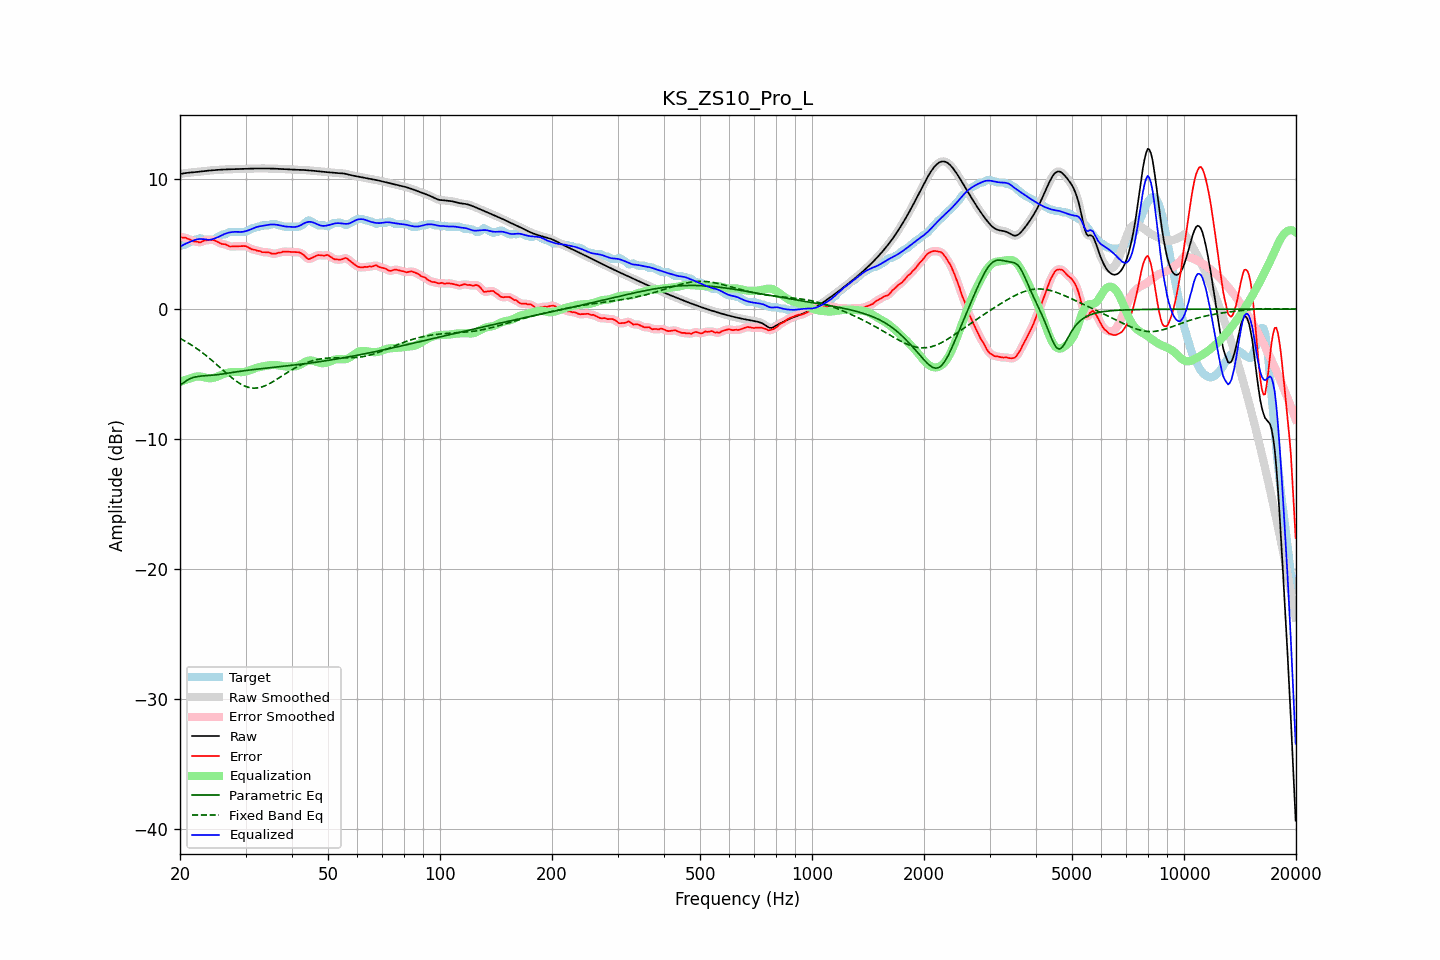 KS_ZS10_Pro_L
Amplitude (dBr)
10
0
−10
−20
−30
−40
Target
Raw Smoothed
Error Smoothed
Raw
Error
Equalization
Parametric Eq
Fixed Band Eq
Equalized
20 50 100 200 500 1000 2000 5000 10000 20000
Frequency (Hz)